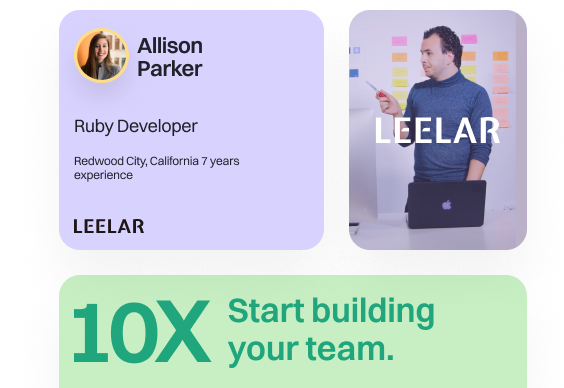 Allison
Parker
Ruby Developer
Redwood City, California 7 years
experience
LEELAR
LEELAR
10X
Start building
your team.